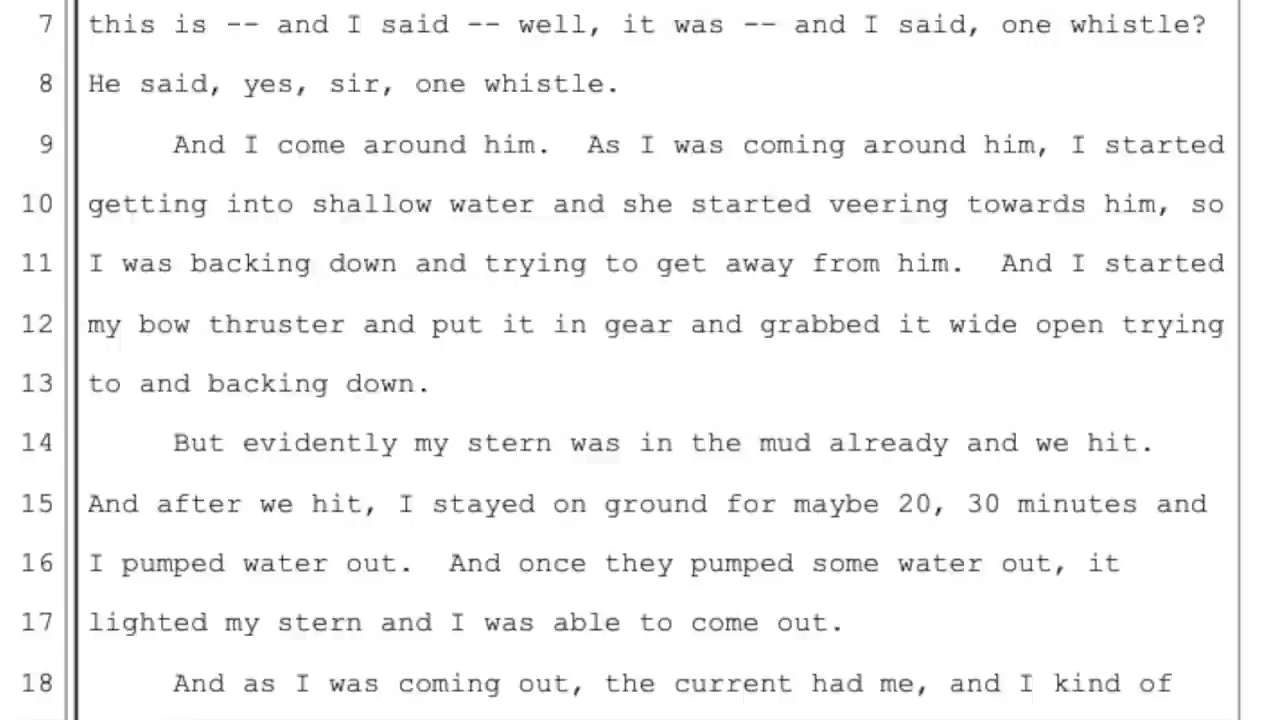 7 this is -- and I said -- well, it was -- and I said, one whistle?
8 He said, yes, sir, one whistle.
9 And I come around him. As I was coming around him, I started
10 getting into shallow water and she started veering towards him, so
11 I was backing down and trying to get away from him. And I started
12 my bow thruster and put it in gear and grabbed it wide open trying
13 to and backing down.
14 But evidently my stern was in the mud already and we hit.
15 And after we hit, I stayed on ground for maybe 20, 30 minutes and
16 I pumped water out. And once they pumped some water out, it
17 lighted my stern and I was able to come out.
18 And as I was coming out, the current had me, and I kind of